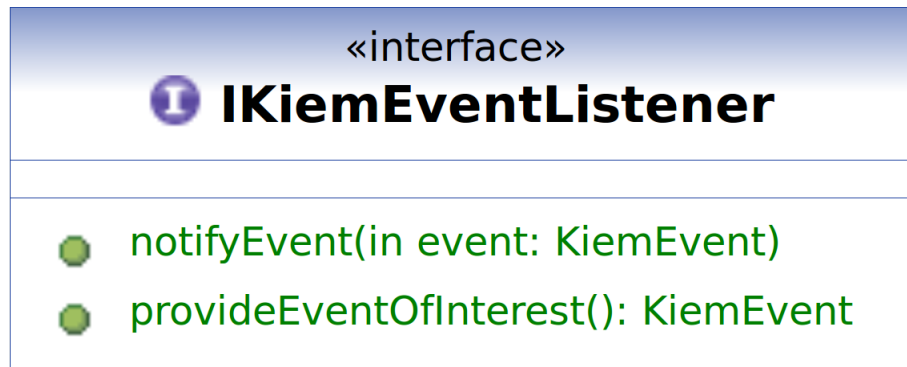 «interface»
IKiemEventListener
notifyEvent(in event: KiemEvent)
provideEventOfInterest(): KiemEvent